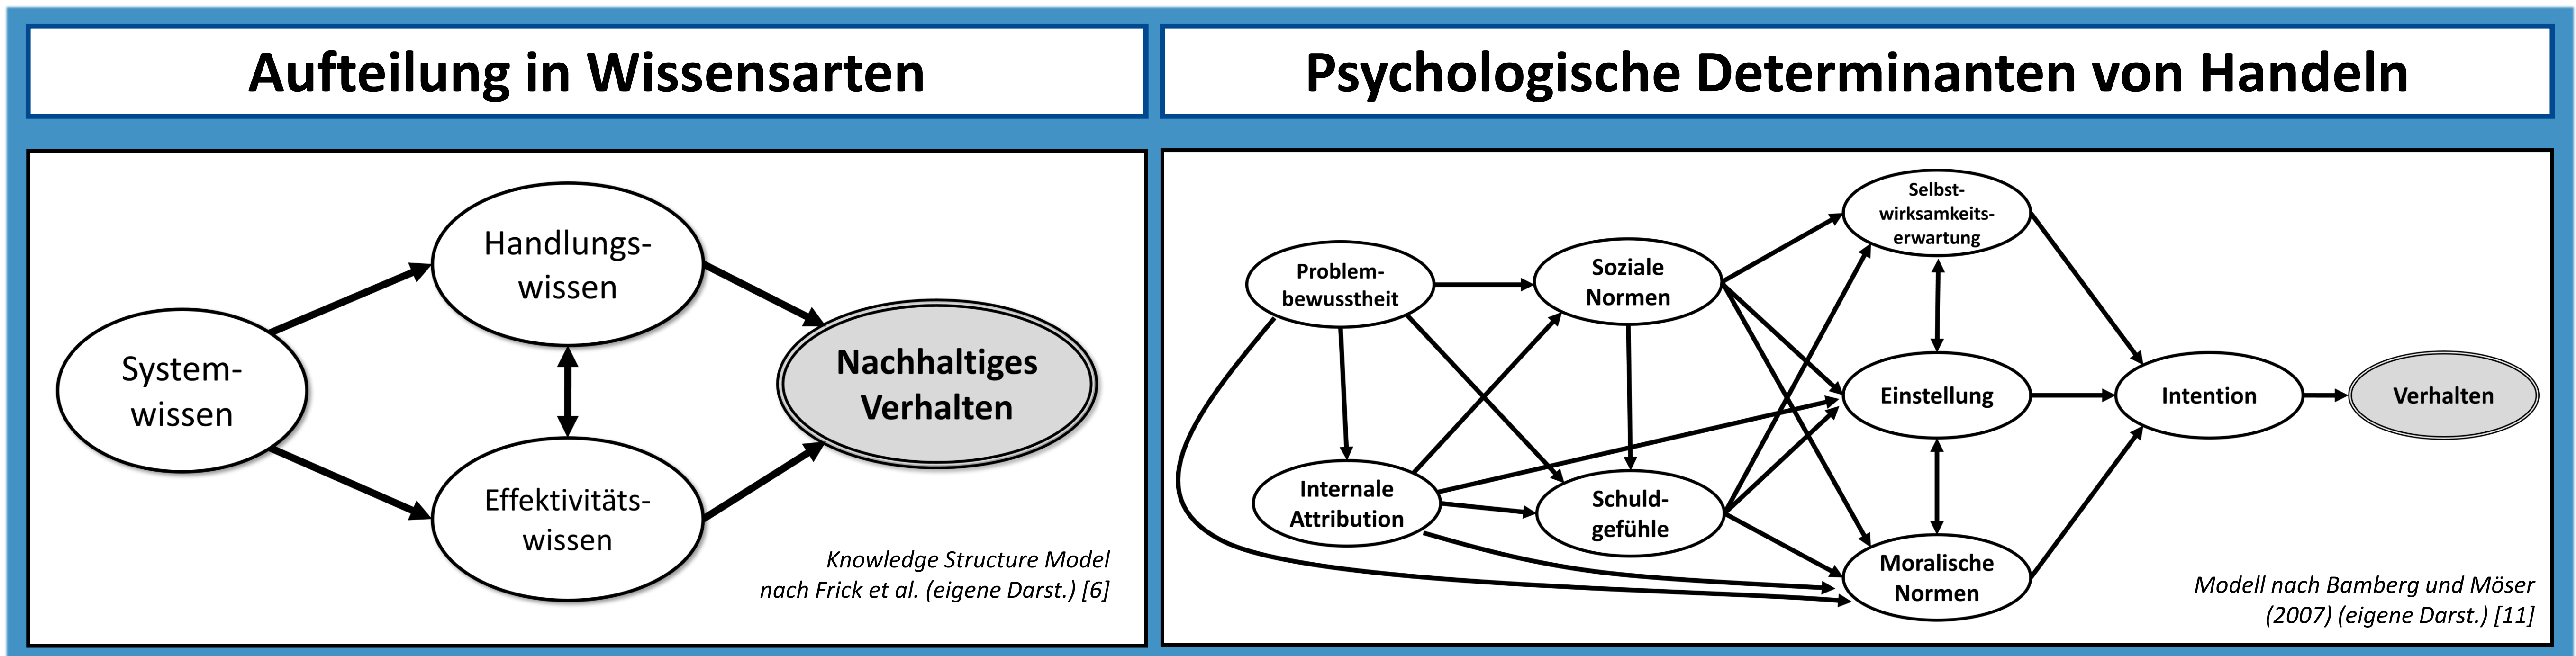 Aufteilung in Wissensarten
System-
wissen
Handlungs-
wissen
Effektivitäts-
wissen
Nachhaltiges
Verhalten
Knowledge Structure Model
nach Frick et al. (eigene Darst.) [6]
Psychologische Determinanten von Handeln
Problem-
bewusstheit
Internale
Attribution
Soziale
Normen
Schuld-
gefühle
Selbst-
wirksamkeits-
erwartung
Einstellung
Moralische
Normen
Intention
Verhalten
Modell nach Bamberg und Möser
(2007) (eigene Darst.) [11]